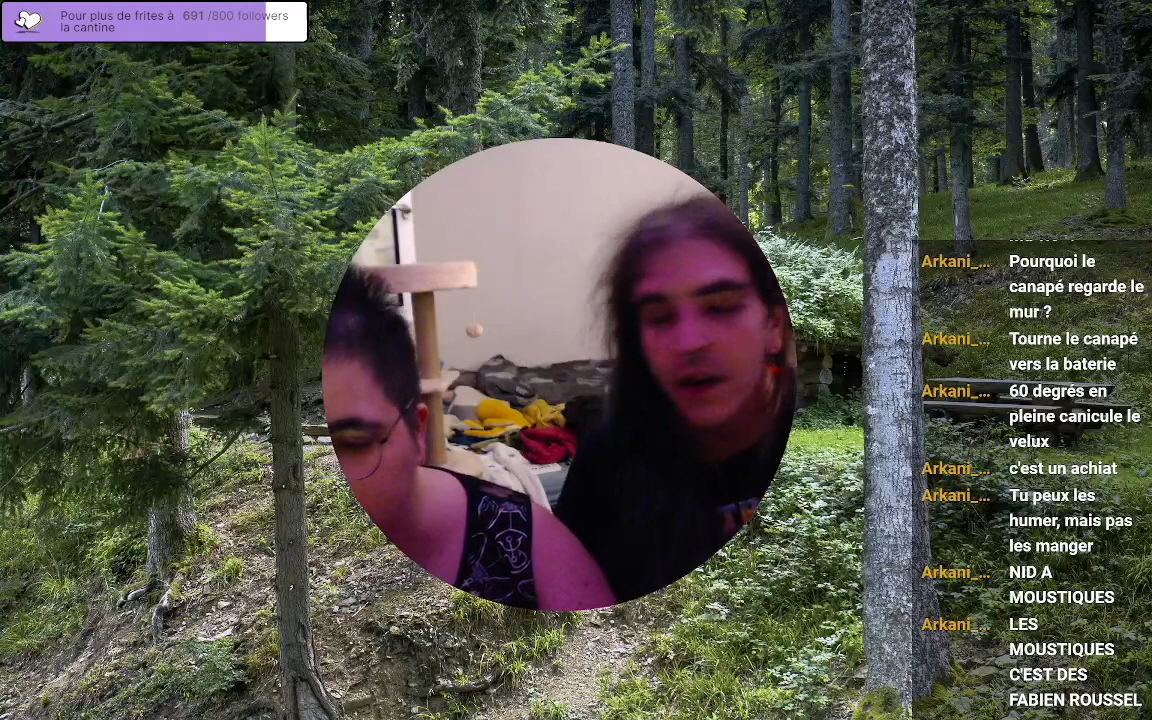 Pour plus de frites à 691 /800 followers
la cantine
Arkani_... Pourquoi le
canapé regarde le
mur ?
Arkani_... Tourne le canapé
vers la baterie
Arkani_... 60 degrés en
pleine canicule le
velux
Arkani_... c'est un achiat
Arkani_... Tu peux les
humer, mais pas
les manger
Arkani_... NID A
MOUSTIQUES
Arkani_... LES
MOUSTIQUES
C'EST DES
FABIEN ROUSSEL